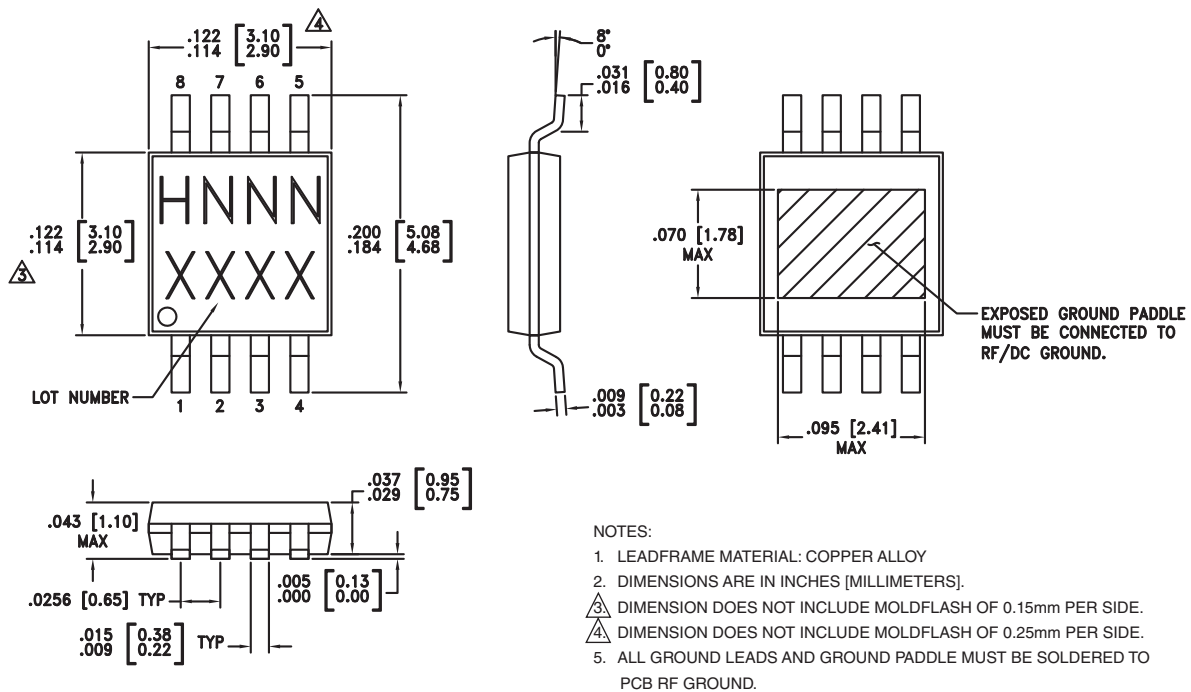 .122 [3.10]
.114 [2.90]
4
8 7 6 5
HNNN
XXXX
.122 [3.10]
.114 [2.90]
3
.200 [5.08]
.184 [4.68]
LOT NUMBER
1 2 3 4
8°
0°
.031 [0.80]
.016 [0.40]
.009 [0.22]
.003 [0.08]
.070 [1.78]
MAX
EXPOSED GROUND PADDLE
MUST BE CONNECTED TO
RF/DC GROUND.
.095 [2.41]
MAX
.037 [0.95]
.029 [0.75]
.043 [1.10]
MAX
.005 [0.13]
.000 [0.00]
.0256 [0.65] TYP
.015 [0.38]
.009 [0.22] TYP
NOTES:
1. LEADFRAME MATERIAL: COPPER ALLOY
2. DIMENSIONS ARE IN INCHES [MILLIMETERS].
3. DIMENSION DOES NOT INCLUDE MOLDFLASH OF 0.15mm PER SIDE.
4. DIMENSION DOES NOT INCLUDE MOLDFLASH OF 0.25mm PER SIDE.
5. ALL GROUND LEADS AND GROUND PADDLE MUST BE SOLDERED TO
PCB RF GROUND.